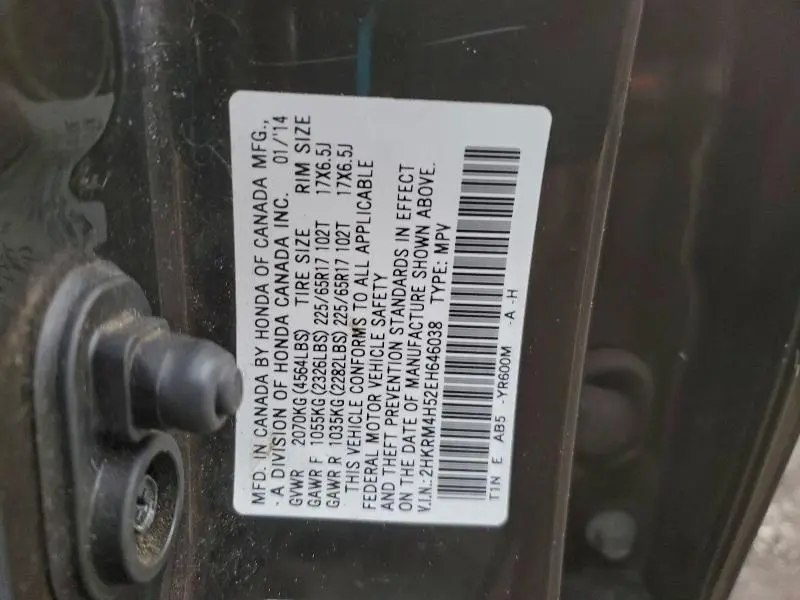 MFD. IN CANADA BY HONDA OF CANADA MFG.,
- A DIVISION OF HONDA CANADA INC. 01/'14
GVWR 2070KG (4564LBS) TIRE SIZE RIM SIZE
GAWR F 1055KG (2326LBS) 225/65R17 102T 17X6.5J
GAWR R 1035KG (2282LBS) 225/65R17 102T 17X6.5J
THIS VEHICLE CONFORMS TO ALL APPLICABLE
FEDERAL MOTOR VEHICLE SAFETY
AND THEFT PREVENTION STANDARDS IN EFFECT
ON THE DATE OF MANUFACTURE SHOWN ABOVE.
V.I.N.: 2HKRM4H52EH646038 TYPE: MPV
T1N E AB5 -YR600M -A -H